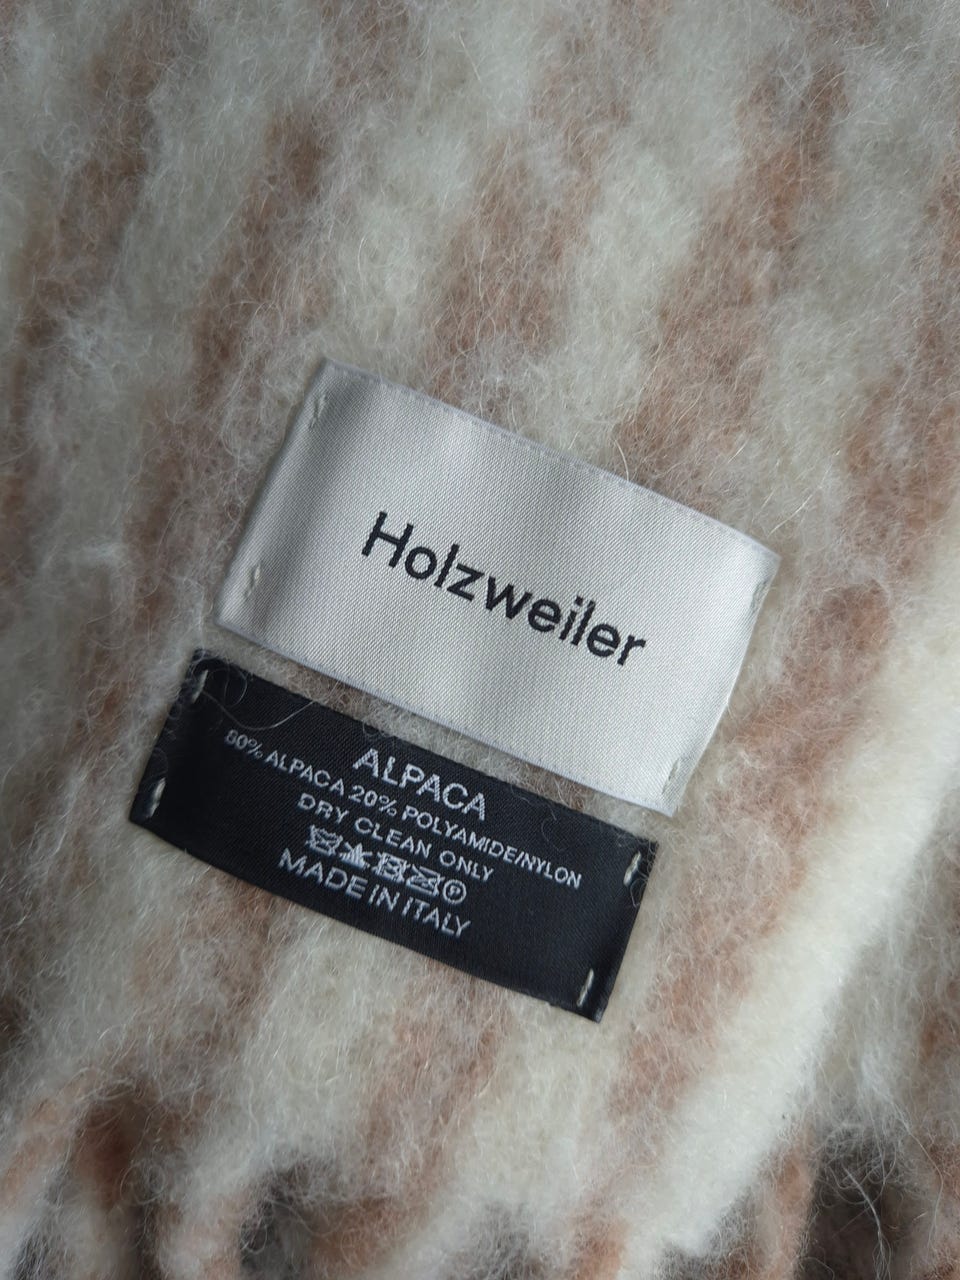 Holzweiler
ALPACA
80% ALPACA 20% POLYAMIDE/NYLON
DRY CLEAN ONLY
MADE IN ITALY